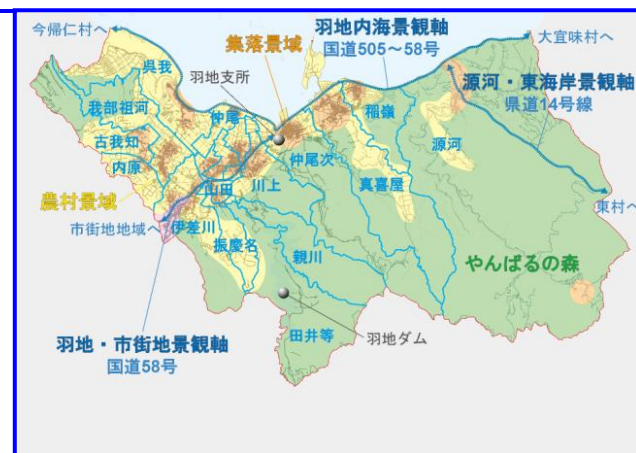 今帰仁村へ
羽地内海景観軸
国道505～58号
大宜味村へ
集落景域
呉我
羽地支所
源河・東海岸景観軸
県道14号線
我部祖河
仲尾
稲嶺
古我知
源河
内原
仲尾次
山田
川上
真喜屋
農村景域
東村へ
市街地地域へ
伊差川
振慶名
親川
やんばるの森
羽地・市街地景観軸
国道58号
田井等
羽地ダム